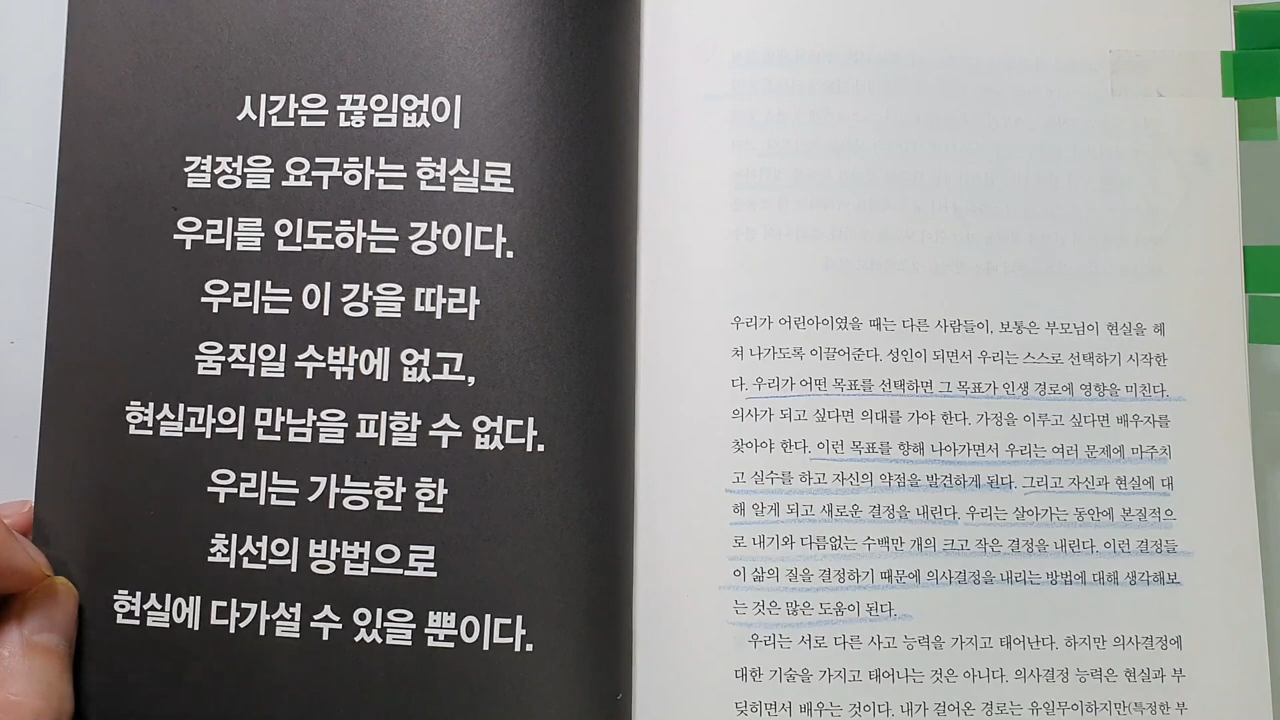 시간은 끊임없이
결정을 요구하는 현실로
우리를 인도하는 강이다.
우리는 이 강을 따라
움직일 수밖에 없고,
현실과의 만남을 피할 수 없다.
우리는 가능한 한
최선의 방법으로
현실에 다가설 수 있을 뿐이다.
우리가 어린아이였을 때는 다른 사람들이, 보통은 부모님이 현실을 헤
쳐 나가도록 이끌어준다. 성인이 되면서 우리는 스스로 선택하기 시작한
다. 우리가 어떤 목표를 선택하면 그 목표가 인생 경로에 영향을 미친다.
의사가 되고 싶다면 의대를 가야 한다. 가정을 이루고 싶다면 배우자를
찾아야 한다. 이런 목표를 향해 나아가면서 우리는 여러 문제에 마주치
고 실수를 하고 자신의 약점을 발견하게 된다. 그리고 자신과 현실에 대
해 알게 되고 새로운 결정을 내린다. 우리는 살아가는 동안에 본질적으
로 내기와 다름없는 수백만 개의 크고 작은 결정을 내린다. 이런 결정들
이 삶의 질을 결정하기 때문에 의사결정을 내리는 방법에 대해 생각해보
는 것은 많은 도움이 된다.
우리는 서로 다른 사고 능력을 가지고 태어난다. 하지만 의사결정에
대한 기술을 가지고 태어나는 것은 아니다. 의사결정 능력은 현실과 부
딪히면서 배우는 것이다. 내가 걸어온 경로는 유일무이하지만(특정한 부